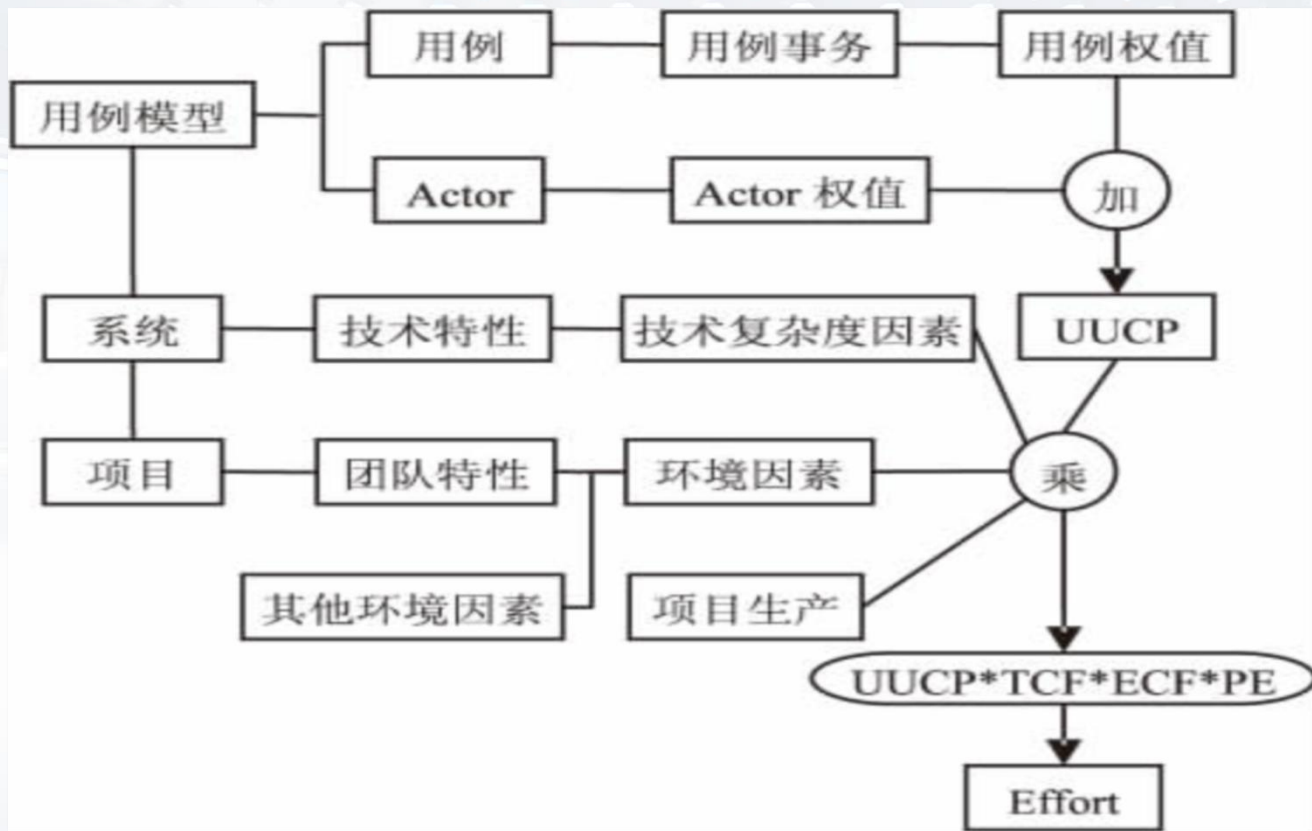 用例
用例事务
用例权值
用例模型
Actor
Actor 权值
加
系统
技术特性
技术复杂度因素
UUCP
项目
团队特性
环境因素
乘
其他环境因素
项目生产
UUCP*TCF*ECF*PE
Effort